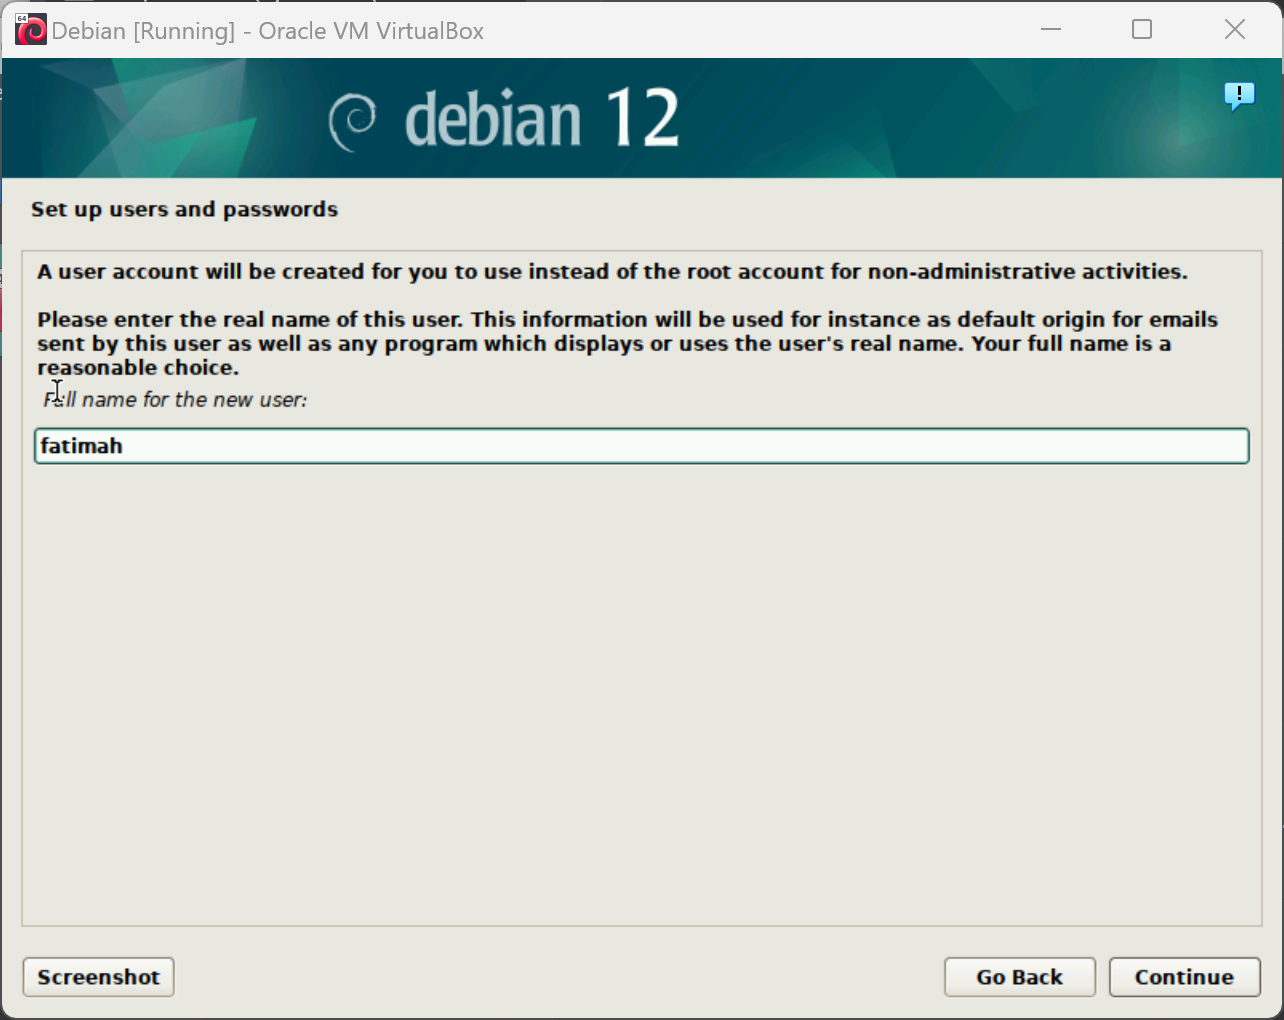 64
Debian [Running] - Oracle VM VirtualBox
debian 12
!
Set up users and passwords
A user account will be created for you to use instead of the root account for non-administrative activities.
Please enter the real name of this user. This information will be used for instance as default origin for emails
sent by this user as well as any program which displays or uses the user's real name. Your full name is a
reasonable choice.
Full name for the new user:
fatimah
Screenshot
Go Back
Continue